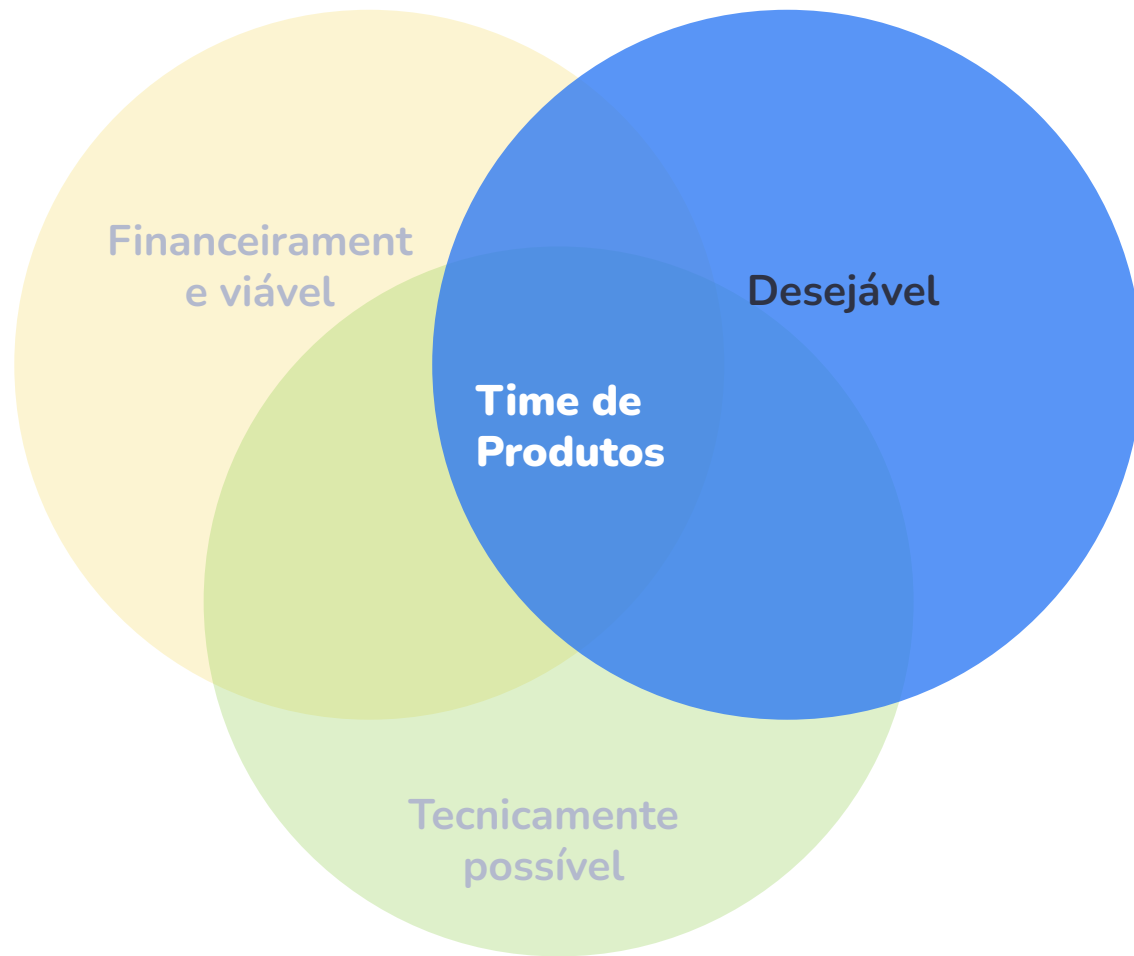 Financeirament
e viável
Desejável
Time de
Produtos
Tecnicamente
possível